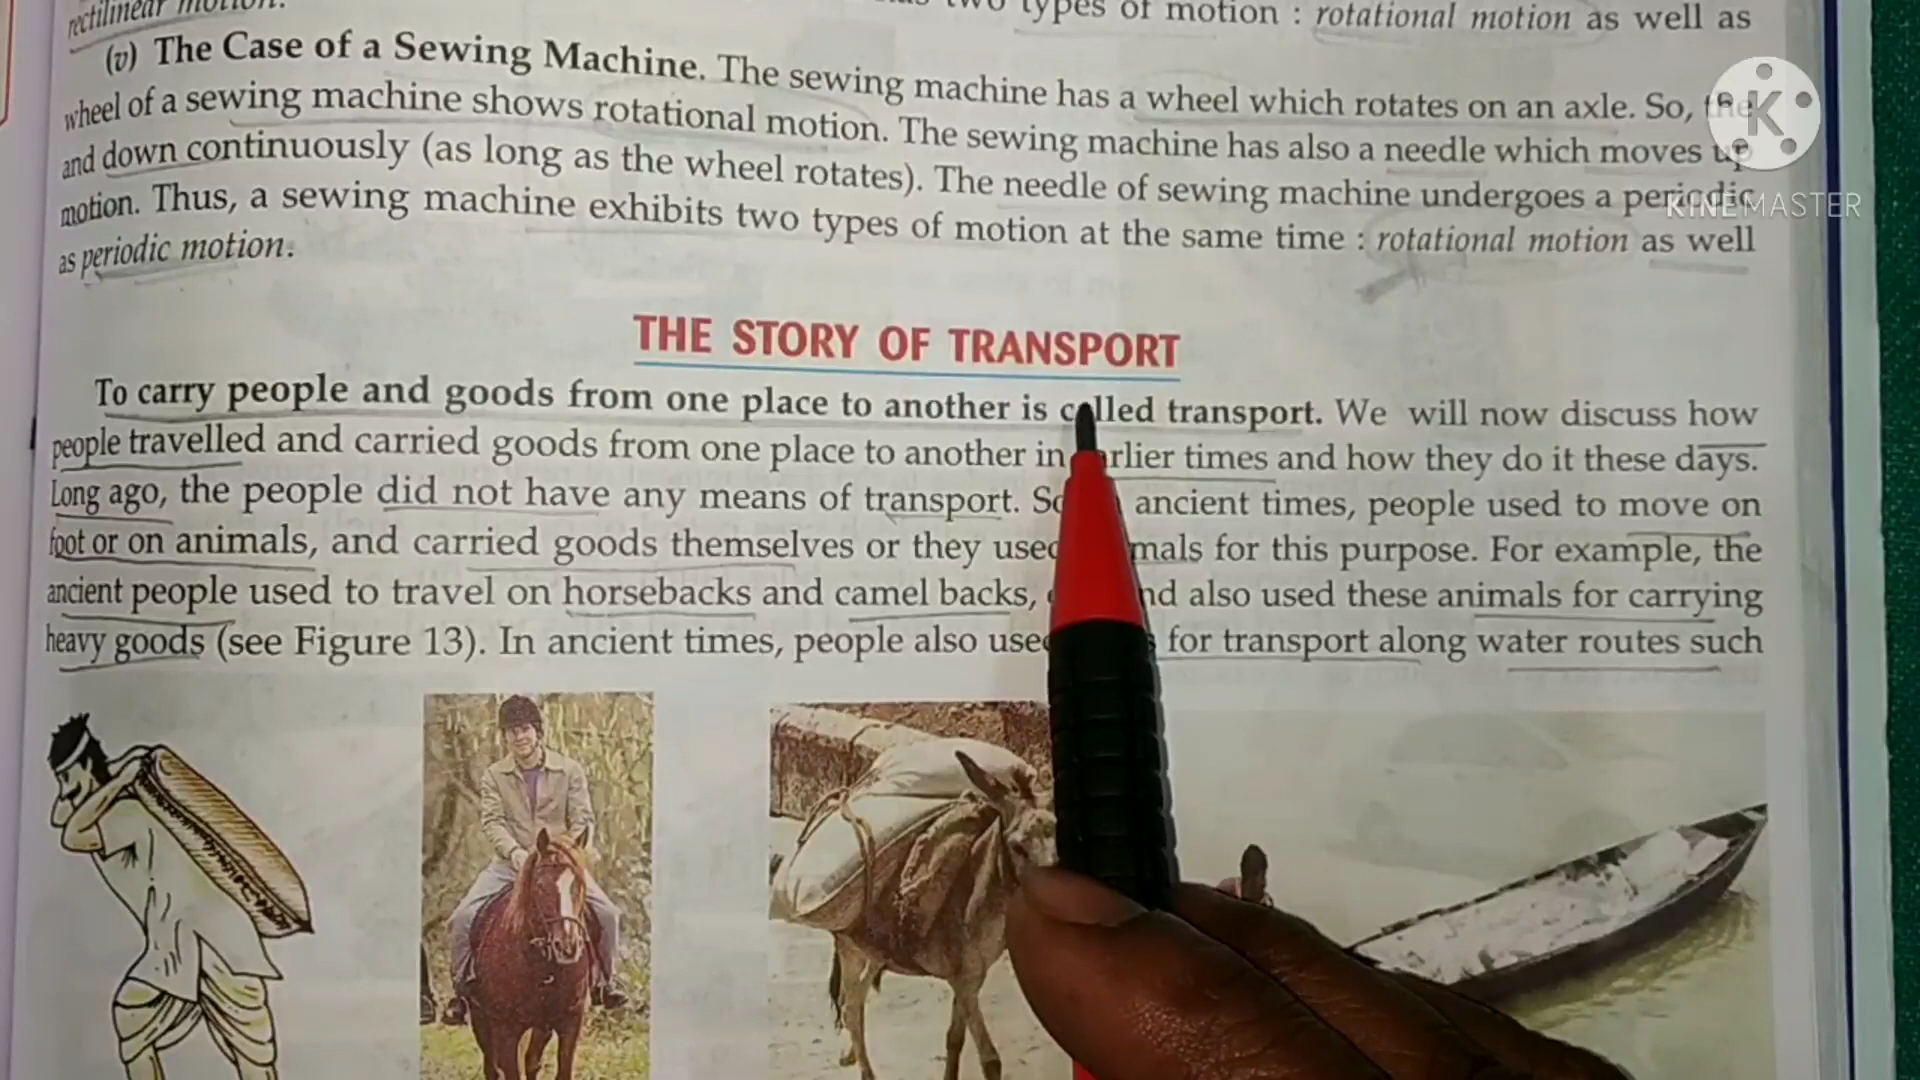 rectilinear motion.
two types of motion : rotational motion as well as
(v) The Case of a Sewing Machine. The sewing machine has a wheel which rotates on an axle. So, the
wheel of a sewing machine shows rotational motion. The sewing machine has also a needle which moves up
and down continuously (as long as the wheel rotates). The needle of sewing machine undergoes a periodic
motion. Thus, a sewing machine exhibits two types of motion at the same time : rotational motion as well
as periodic motion.
K
KINEMASTER
THE STORY OF TRANSPORT
To carry people and goods from one place to another is called transport. We will now discuss how
people travelled and carried goods from one place to another in earlier times and how they do it these days.
Long ago, the people did not have any means of transport. So ancient times, people used to move on
foot or on animals, and carried goods themselves or they used animals for this purpose. For example, the
ancient people used to travel on horsebacks and camel backs, and also used these animals for carrying
heavy goods (see Figure 13). In ancient times, people also used for transport along water routes such